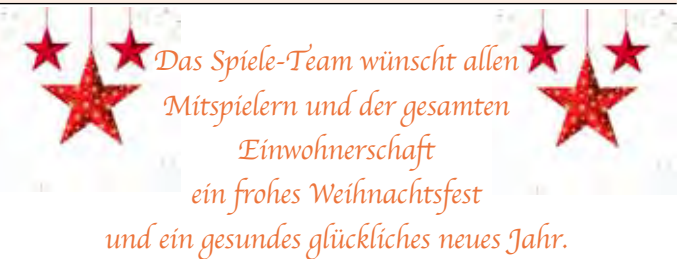 Das Spiele-Team wünscht allen
Mitspielern und der gesamten
Einwohnerschaft
ein frohes Weihnachtsfest
und ein gesundes glückliches neues Jahr.